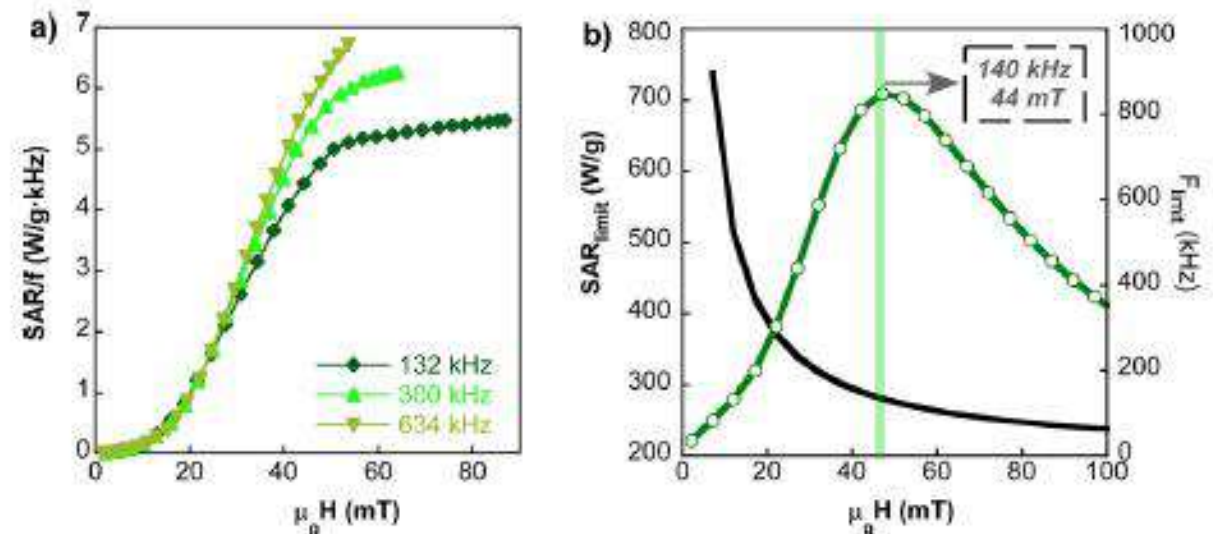 a)
7
6
5
4
3
2
1
0
SAR/f (W/g·kHz)
132 kHz
300 kHz
634 kHz
0 20 40 60 80
μ₀H (mT)
b)
800
700
600
500
400
300
200
SAR_limit (W/g)
140 kHz
44 mT
1000
800
600
400
200
0
F_limit (kHz)
0 20 40 60 80 100
μ₀H (mT)